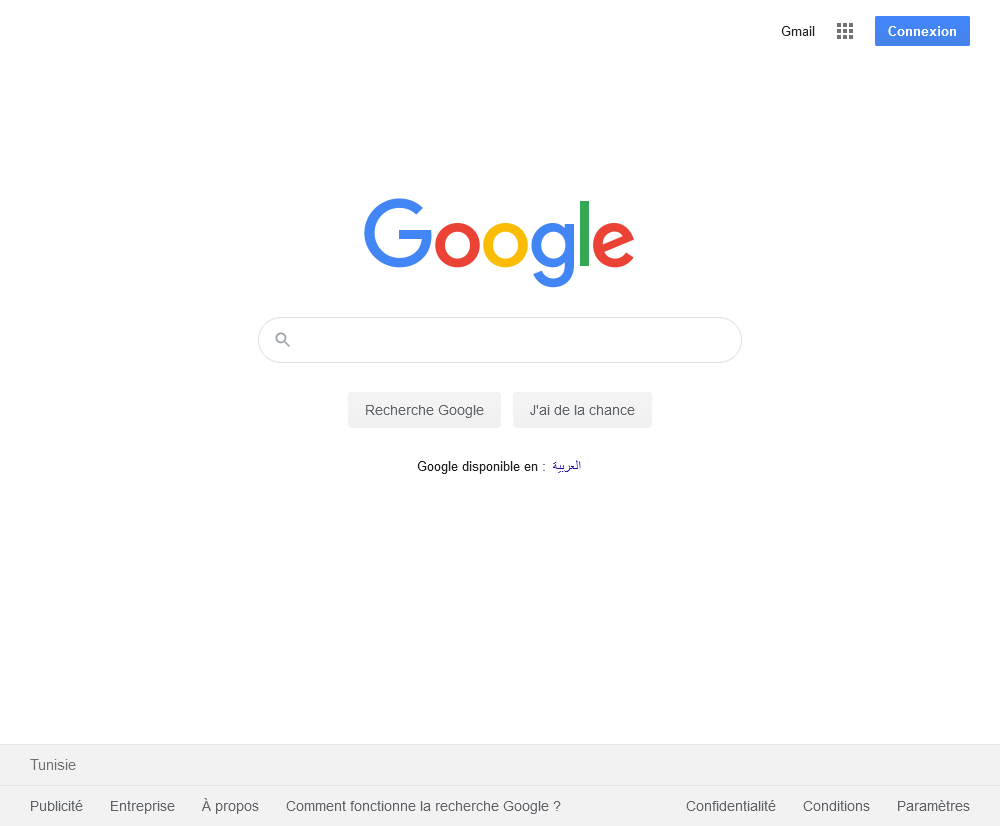 Gmail Connexion
Google
Recherche Google J'ai de la chance
Google disponible en : العربية
Tunisie
Publicité Entreprise À propos Comment fonctionne la recherche Google ? Confidentialité Conditions Paramètres